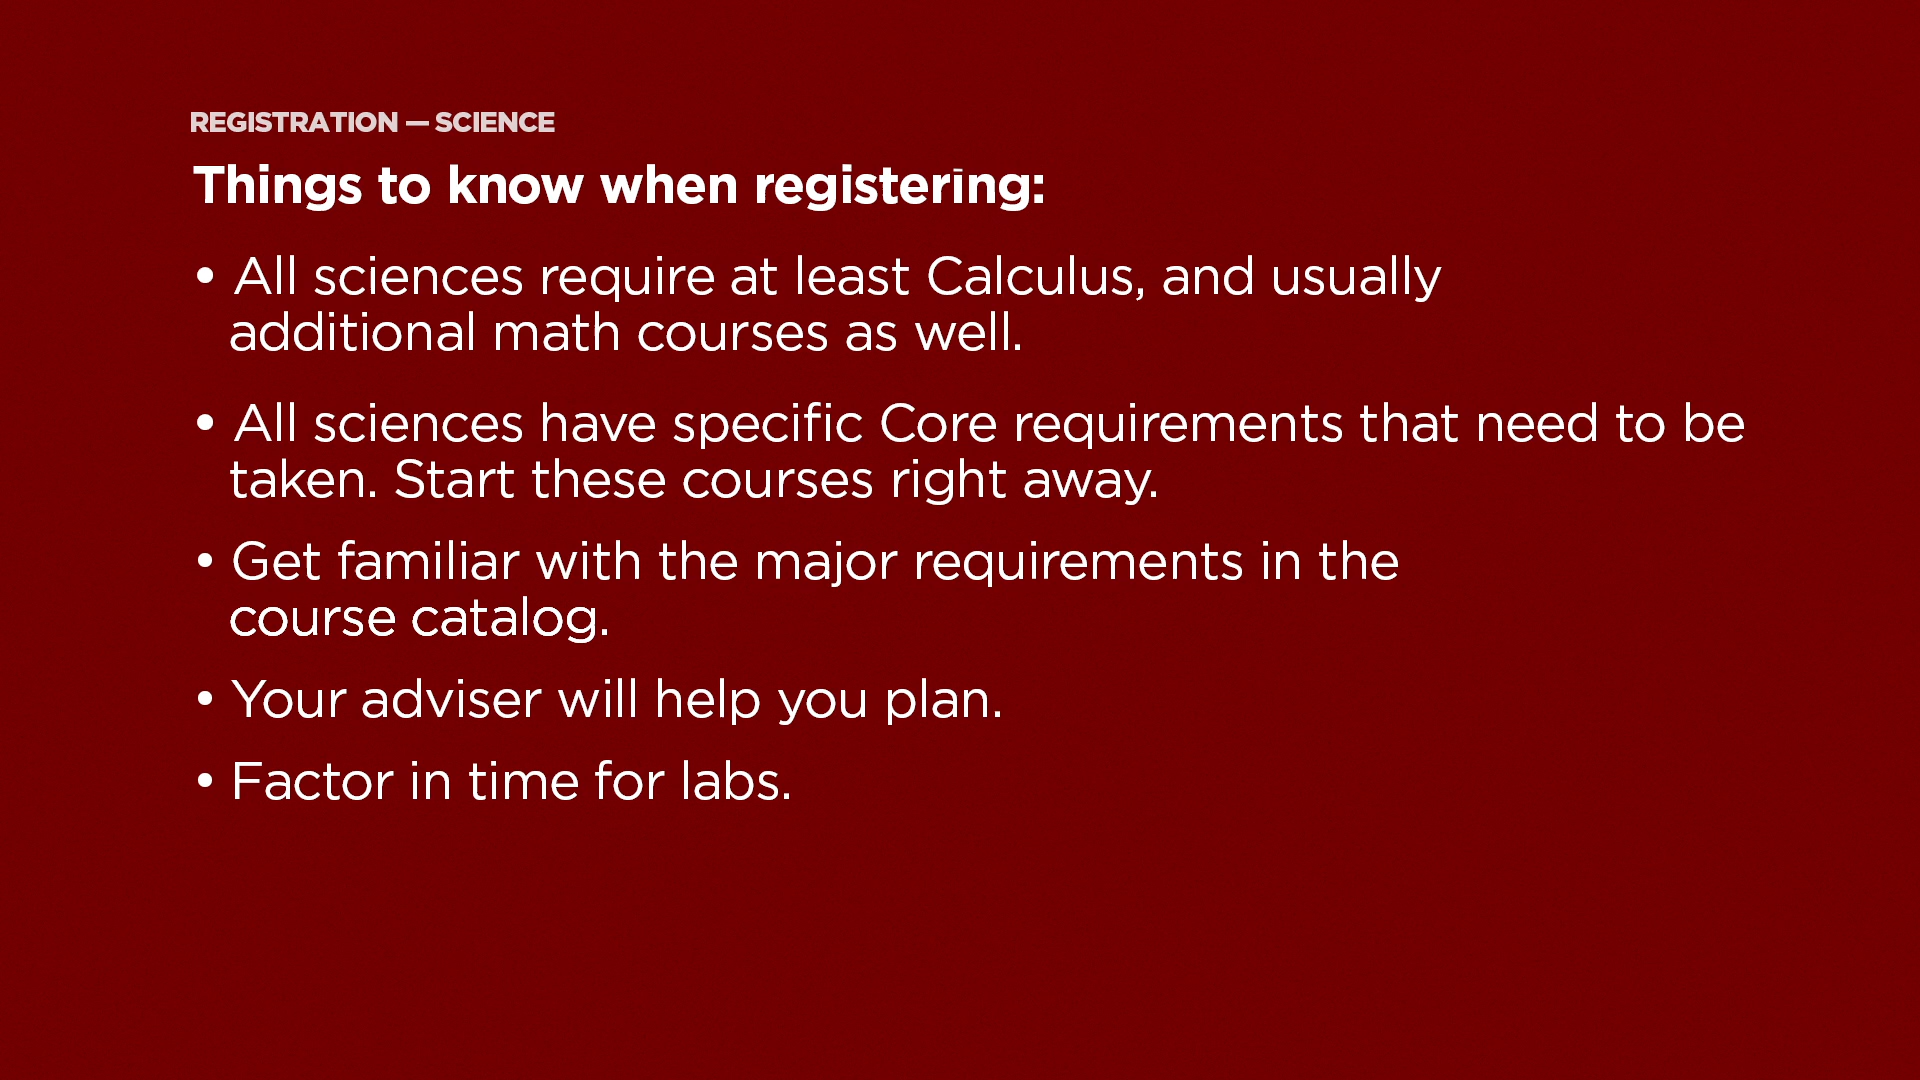 REGISTRATION — SCIENCE
Things to know when registering:
• All sciences require at least Calculus, and usually
additional math courses as well.
• All sciences have specific Core requirements that need to be
taken. Start these courses right away.
• Get familiar with the major requirements in the
course catalog.
• Your adviser will help you plan.
• Factor in time for labs.